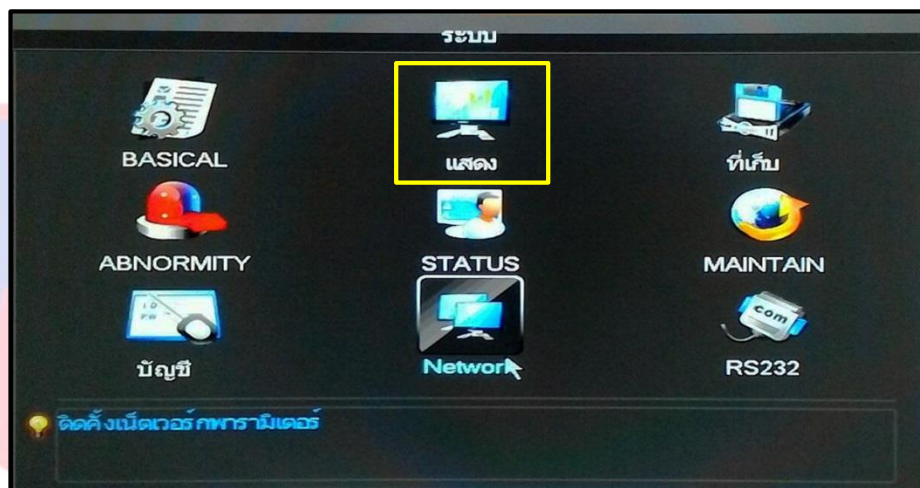 ระบบ
BASICAL
แสดง
ที่เก็บ
ABNORMITY
STATUS
MAINTAIN
บัญชี
Network
com
RS232
ติดตั้งเน็ตเวอร์กพารามิเตอร์